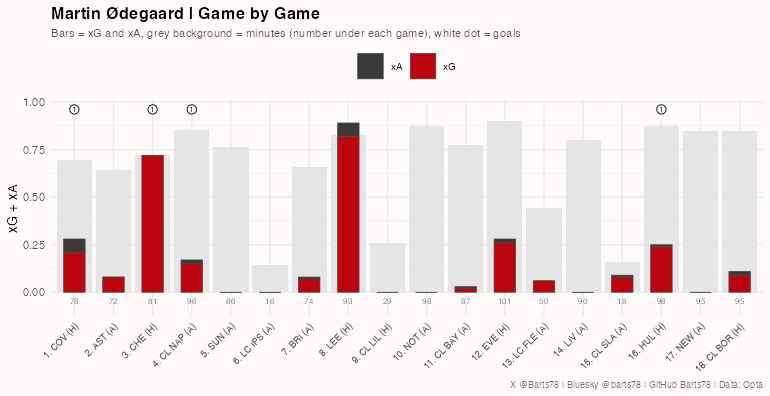 Martin Ødegaard | Game by Game
Bars = xG and xA, grey background = minutes (number under each game), white dot = goals
xA xG
xG + xA
1.00
0.75
0.50
0.25
0.00
1 1 1 1
78 72 81 96 86 16 74 93 29 98 87 101 50 90 18 98 95 95
1. COV (H)
2. AST (A)
3. CHE (H)
4. CL NAP (A)
5. SUN (A)
6. LC IPS (A)
7. BRI (A)
8. LEE (H)
9. CL LIL (H)
10. NOT (A)
11. CL BAY (A)
12. EVE (H)
13. LC FLE (A)
14. LIV (A)
15. CL SLA (A)
16. HUL (H)
17. NEW (A)
18. CL BOR (H)
X @Barts78 | Bluesky @barts78 | GitHub Barts78 | Data: Opta